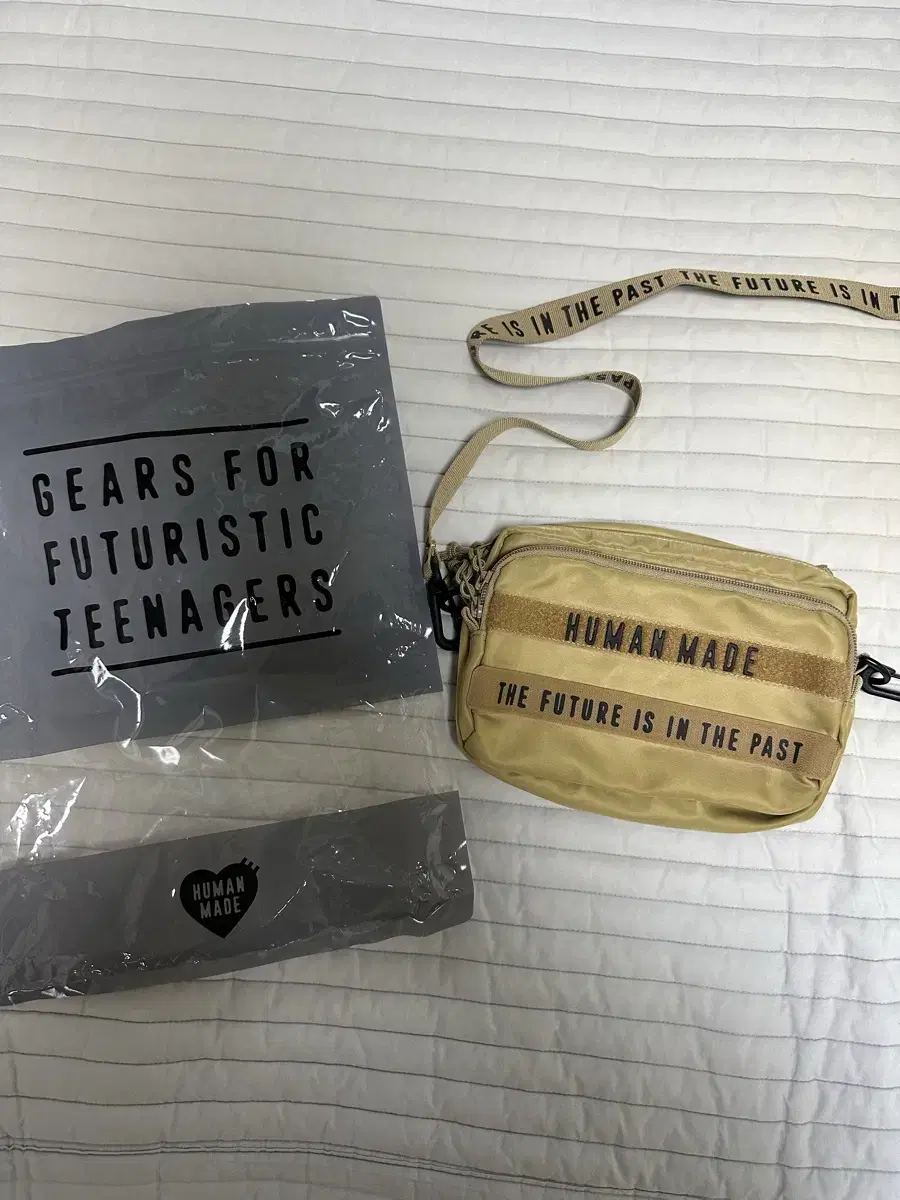 GEARS FOR
FUTURISTIC
TEENAGERS
HUMAN
MADE
RE IS IN THE PAST THE FUTURE IS IN T
PAS
HUMAN MADE
THE FUTURE IS IN THE PAST